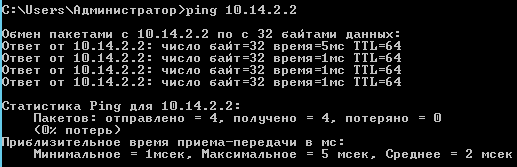 C:\Users\Администратор>ping 10.14.2.2
Обмен пакетами с 10.14.2.2 по с 32 байтами данных:
Ответ от 10.14.2.2: число байт=32 время=5мс TTL=64
Ответ от 10.14.2.2: число байт=32 время=1мс TTL=64
Ответ от 10.14.2.2: число байт=32 время=1мс TTL=64
Ответ от 10.14.2.2: число байт=32 время=1мс TTL=64
Статистика Ping для 10.14.2.2:
Пакетов: отправлено = 4, получено = 4, потеряно = 0
(0% потерь)
Приблизительное время приема-передачи в мс:
Минимальное = 1мсек, Максимальное = 5 мсек, Среднее = 2 мсек